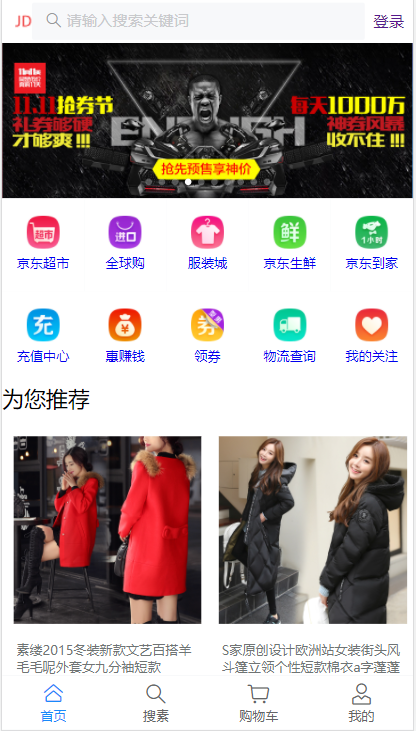 JD
请输入搜索关键词
登录
11.11抢券节
礼券够硬
才够爽!!!
每天1000万
神券风暴
收不住!!!
抢先预售享神价
超市
进口
鲜
1小时
京东超市
全球购
服装城
京东生鲜
京东到家
充
券
充值中心
惠赚钱
领券
物流查询
我的关注
为您推荐
素缕2015冬装新款文艺百搭羊
毛毛呢外套女九分袖短款
S家原创设计欧洲站女装街头风
斗篷立领个性短款棉衣a字蓬蓬
首页
搜素
购物车
我的